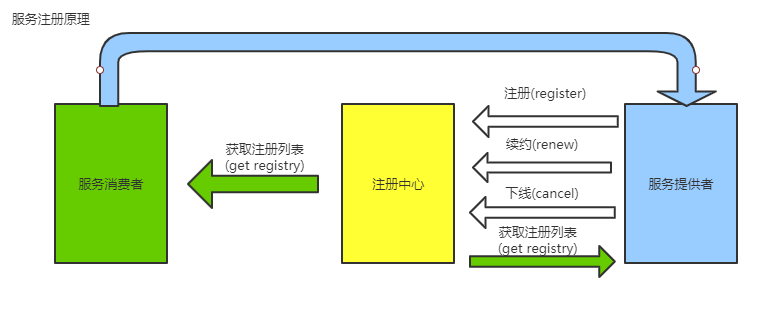 服务注册原理
注册(register)
获取注册列表
(get registry)
续约(renew)
服务消费者
注册中心
服务提供者
下线(cancel)
获取注册列表
(get registry)